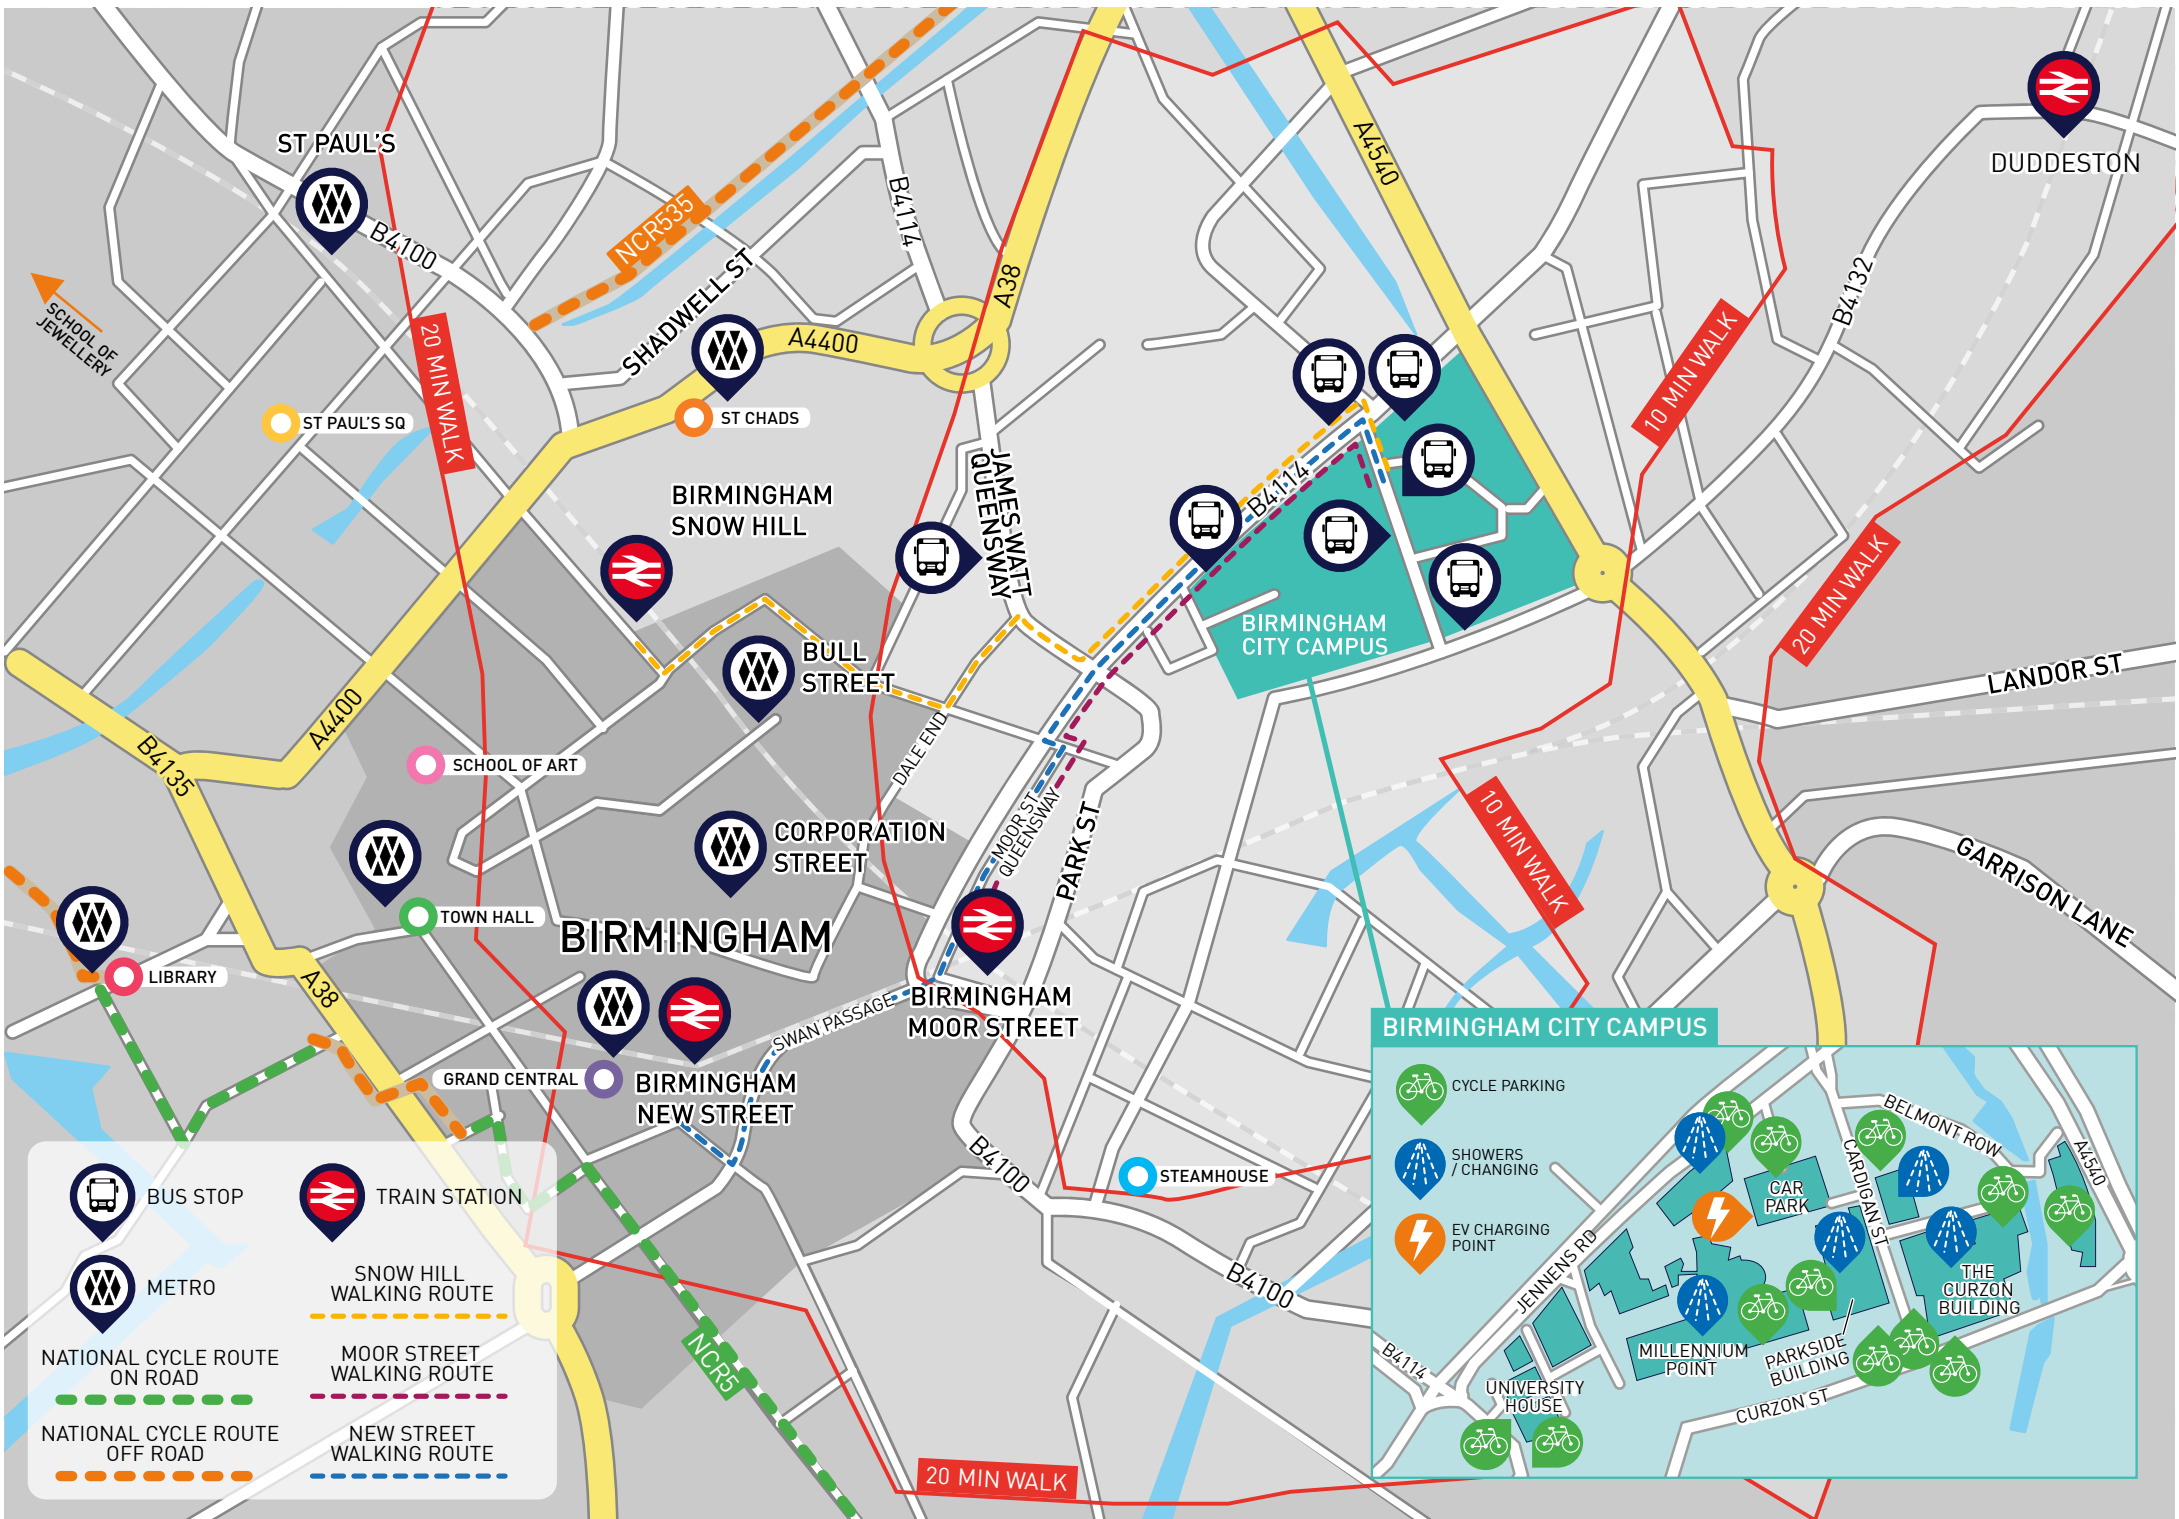 ST PAUL'S
B4100
NCR535
SHADWELL ST
B4114
A38
A4540
DUDDESTON
B4132
SCHOOL OF
JEWELLERY
20 MIN WALK
A4400
ST CHADS
ST PAUL'S SQ
10 MIN WALK
BIRMINGHAM
SNOW HILL
JAMES WATT
QUEENSWAY
B4114
20 MIN WALK
BIRMINGHAM
CITY CAMPUS
BULL
STREET
LANDOR ST
A4400
B4135
DALE END
SCHOOL OF ART
MOOR ST
QUEENSWAY
PARK ST
10 MIN WALK
CORPORATION
STREET
GARRISON LANE
TOWN HALL
BIRMINGHAM
LIBRARY
A38
SWAN PASSAGE
BIRMINGHAM
MOOR STREET
GRAND CENTRAL
BIRMINGHAM
NEW STREET
B4100
STEAMHOUSE
B4100
NCR5
20 MIN WALK
BUS STOP
TRAIN STATION
METRO
SNOW HILL
WALKING ROUTE
NATIONAL CYCLE ROUTE
ON ROAD
MOOR STREET
WALKING ROUTE
NATIONAL CYCLE ROUTE
OFF ROAD
NEW STREET
WALKING ROUTE
BIRMINGHAM CITY CAMPUS
CYCLE PARKING
SHOWERS
/ CHANGING
EV CHARGING
POINT
BELMONT ROW
A4540
CARDIGAN ST
CAR
PARK
JENNENS RD
THE
CURZON
BUILDING
MILLENNIUM
POINT
PARKSIDE
BUILDING
B4114
UNIVERSITY
HOUSE
CURZON ST